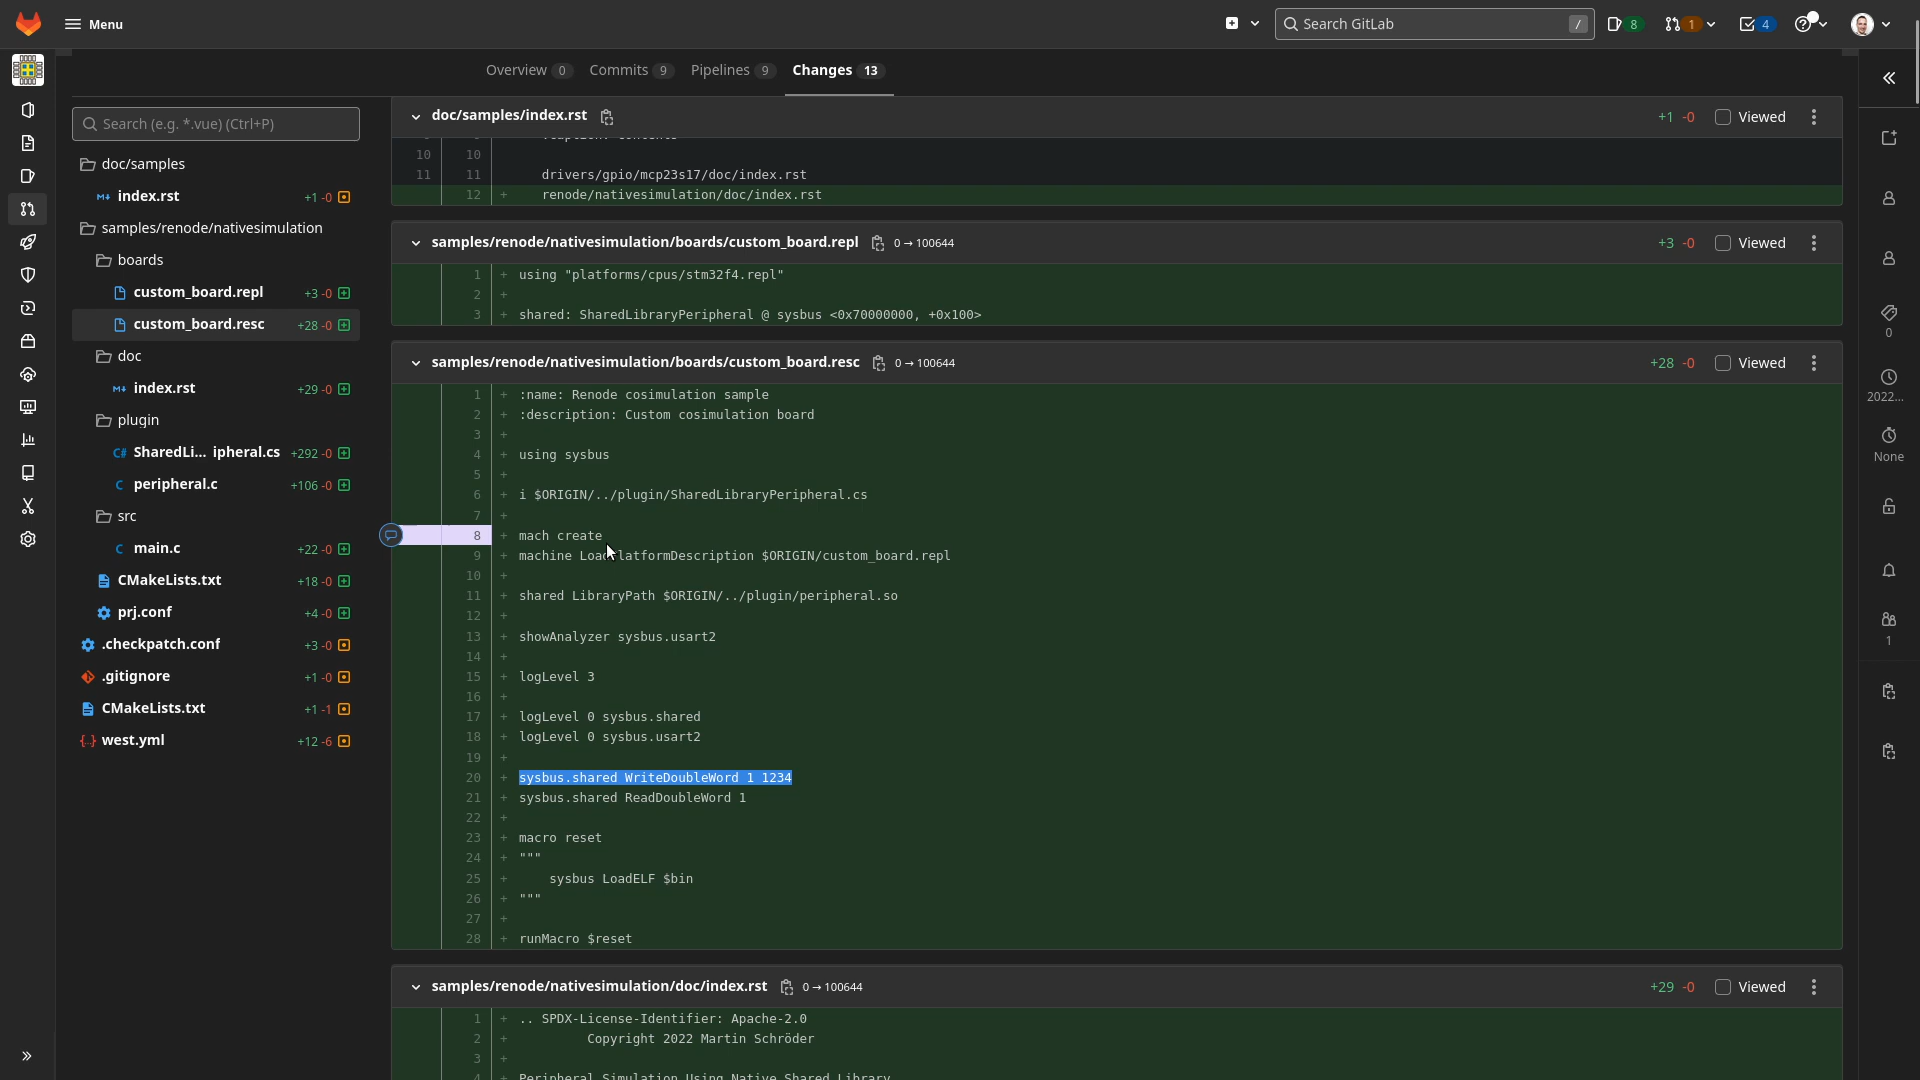 Menu
Search GitLab
/
8
1
4
Overview 0
Commits 9
Pipelines 9
Changes 13
Search (e.g. *.vue) (Ctrl+P)
doc/samples
index.rst +1 -0
samples/renode/nativesimulation
boards
custom_board.repl +3 -0
custom_board.resc +28 -0
doc
index.rst +29 -0
plugin
SharedLi... ipheral.cs +292 -0
peripheral.c +106 -0
src
main.c +22 -0
CMakeLists.txt +18 -0
prj.conf +4 -0
.checkpatch.conf +3 -0
.gitignore +1 -0
CMakeLists.txt +1 -1
west.yml +12 -6
doc/samples/index.rst +1 -0 Viewed
10 10
11 11 drivers/gpio/mcp23s17/doc/index.rst
12 + renode/nativesimulation/doc/index.rst
samples/renode/nativesimulation/boards/custom_board.repl 0 → 100644 +3 -0 Viewed
1 + using "platforms/cpus/stm32f4.repl"
2 +
3 + shared: SharedLibraryPeripheral @ sysbus <0x70000000, +0x100>
samples/renode/nativesimulation/boards/custom_board.resc 0 → 100644 +28 -0 Viewed
1 + :name: Renode cosimulation sample
2 + :description: Custom cosimulation board
3 +
4 + using sysbus
5 +
6 + i $ORIGIN/../plugin/SharedLibraryPeripheral.cs
7 +
8 + mach create
9 + machine LoadPlatformDescription $ORIGIN/custom_board.repl
10 +
11 + shared LibraryPath $ORIGIN/../plugin/peripheral.so
12 +
13 + showAnalyzer sysbus.usart2
14 +
15 + logLevel 3
16 +
17 + logLevel 0 sysbus.shared
18 + logLevel 0 sysbus.usart2
19 +
20 + sysbus.shared WriteDoubleWord 1 1234
21 + sysbus.shared ReadDoubleWord 1
22 +
23 + macro reset
24 + """
25 + sysbus LoadELF $bin
26 + """
27 +
28 + runMacro $reset
samples/renode/nativesimulation/doc/index.rst 0 → 100644 +29 -0 Viewed
1 + .. SPDX-License-Identifier: Apache-2.0
2 + Copyright 2022 Martin Schröder
3 +
4 + Peripheral Simulation Using Native Shared Library
0
2022...
None
1